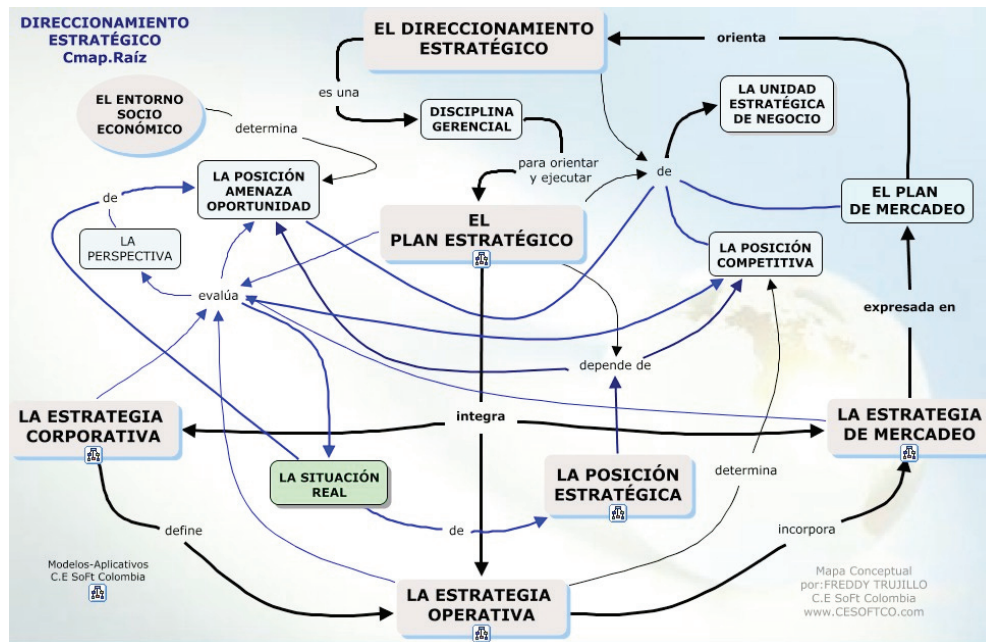 DIRECCIONAMIENTO
ESTRATÉGICO
Cmap.Raíz
EL DIRECCIONAMIENTO
ESTRATÉGICO
orienta
es una
EL ENTORNO
SOCIO
ECONÓMICO
determina
DISCIPLINA
GERENCIAL
LA UNIDAD
ESTRATÉGICA
DE NEGOCIO
para orientar
y ejecutar
de
de
LA POSICIÓN
AMENAZA
OPORTUNIDAD
EL PLAN
DE MERCADEO
EL
PLAN ESTRATÉGICO
LA
PERSPECTIVA
LA POSICIÓN
COMPETITIVA
evalúa
expresada en
depende de
LA ESTRATEGIA
CORPORATIVA
integra
LA ESTRATEGIA
DE MERCADEO
LA SITUACIÓN
REAL
LA POSICIÓN
ESTRATÉGICA
determina
define
de
incorpora
Modelos-Aplicativos
C.E SoFt Colombia
LA ESTRATEGIA
OPERATIVA
Mapa Conceptual
por:FREDDY TRUJILLO
C.E SoFt Colombia
www.CESOFTCO.com